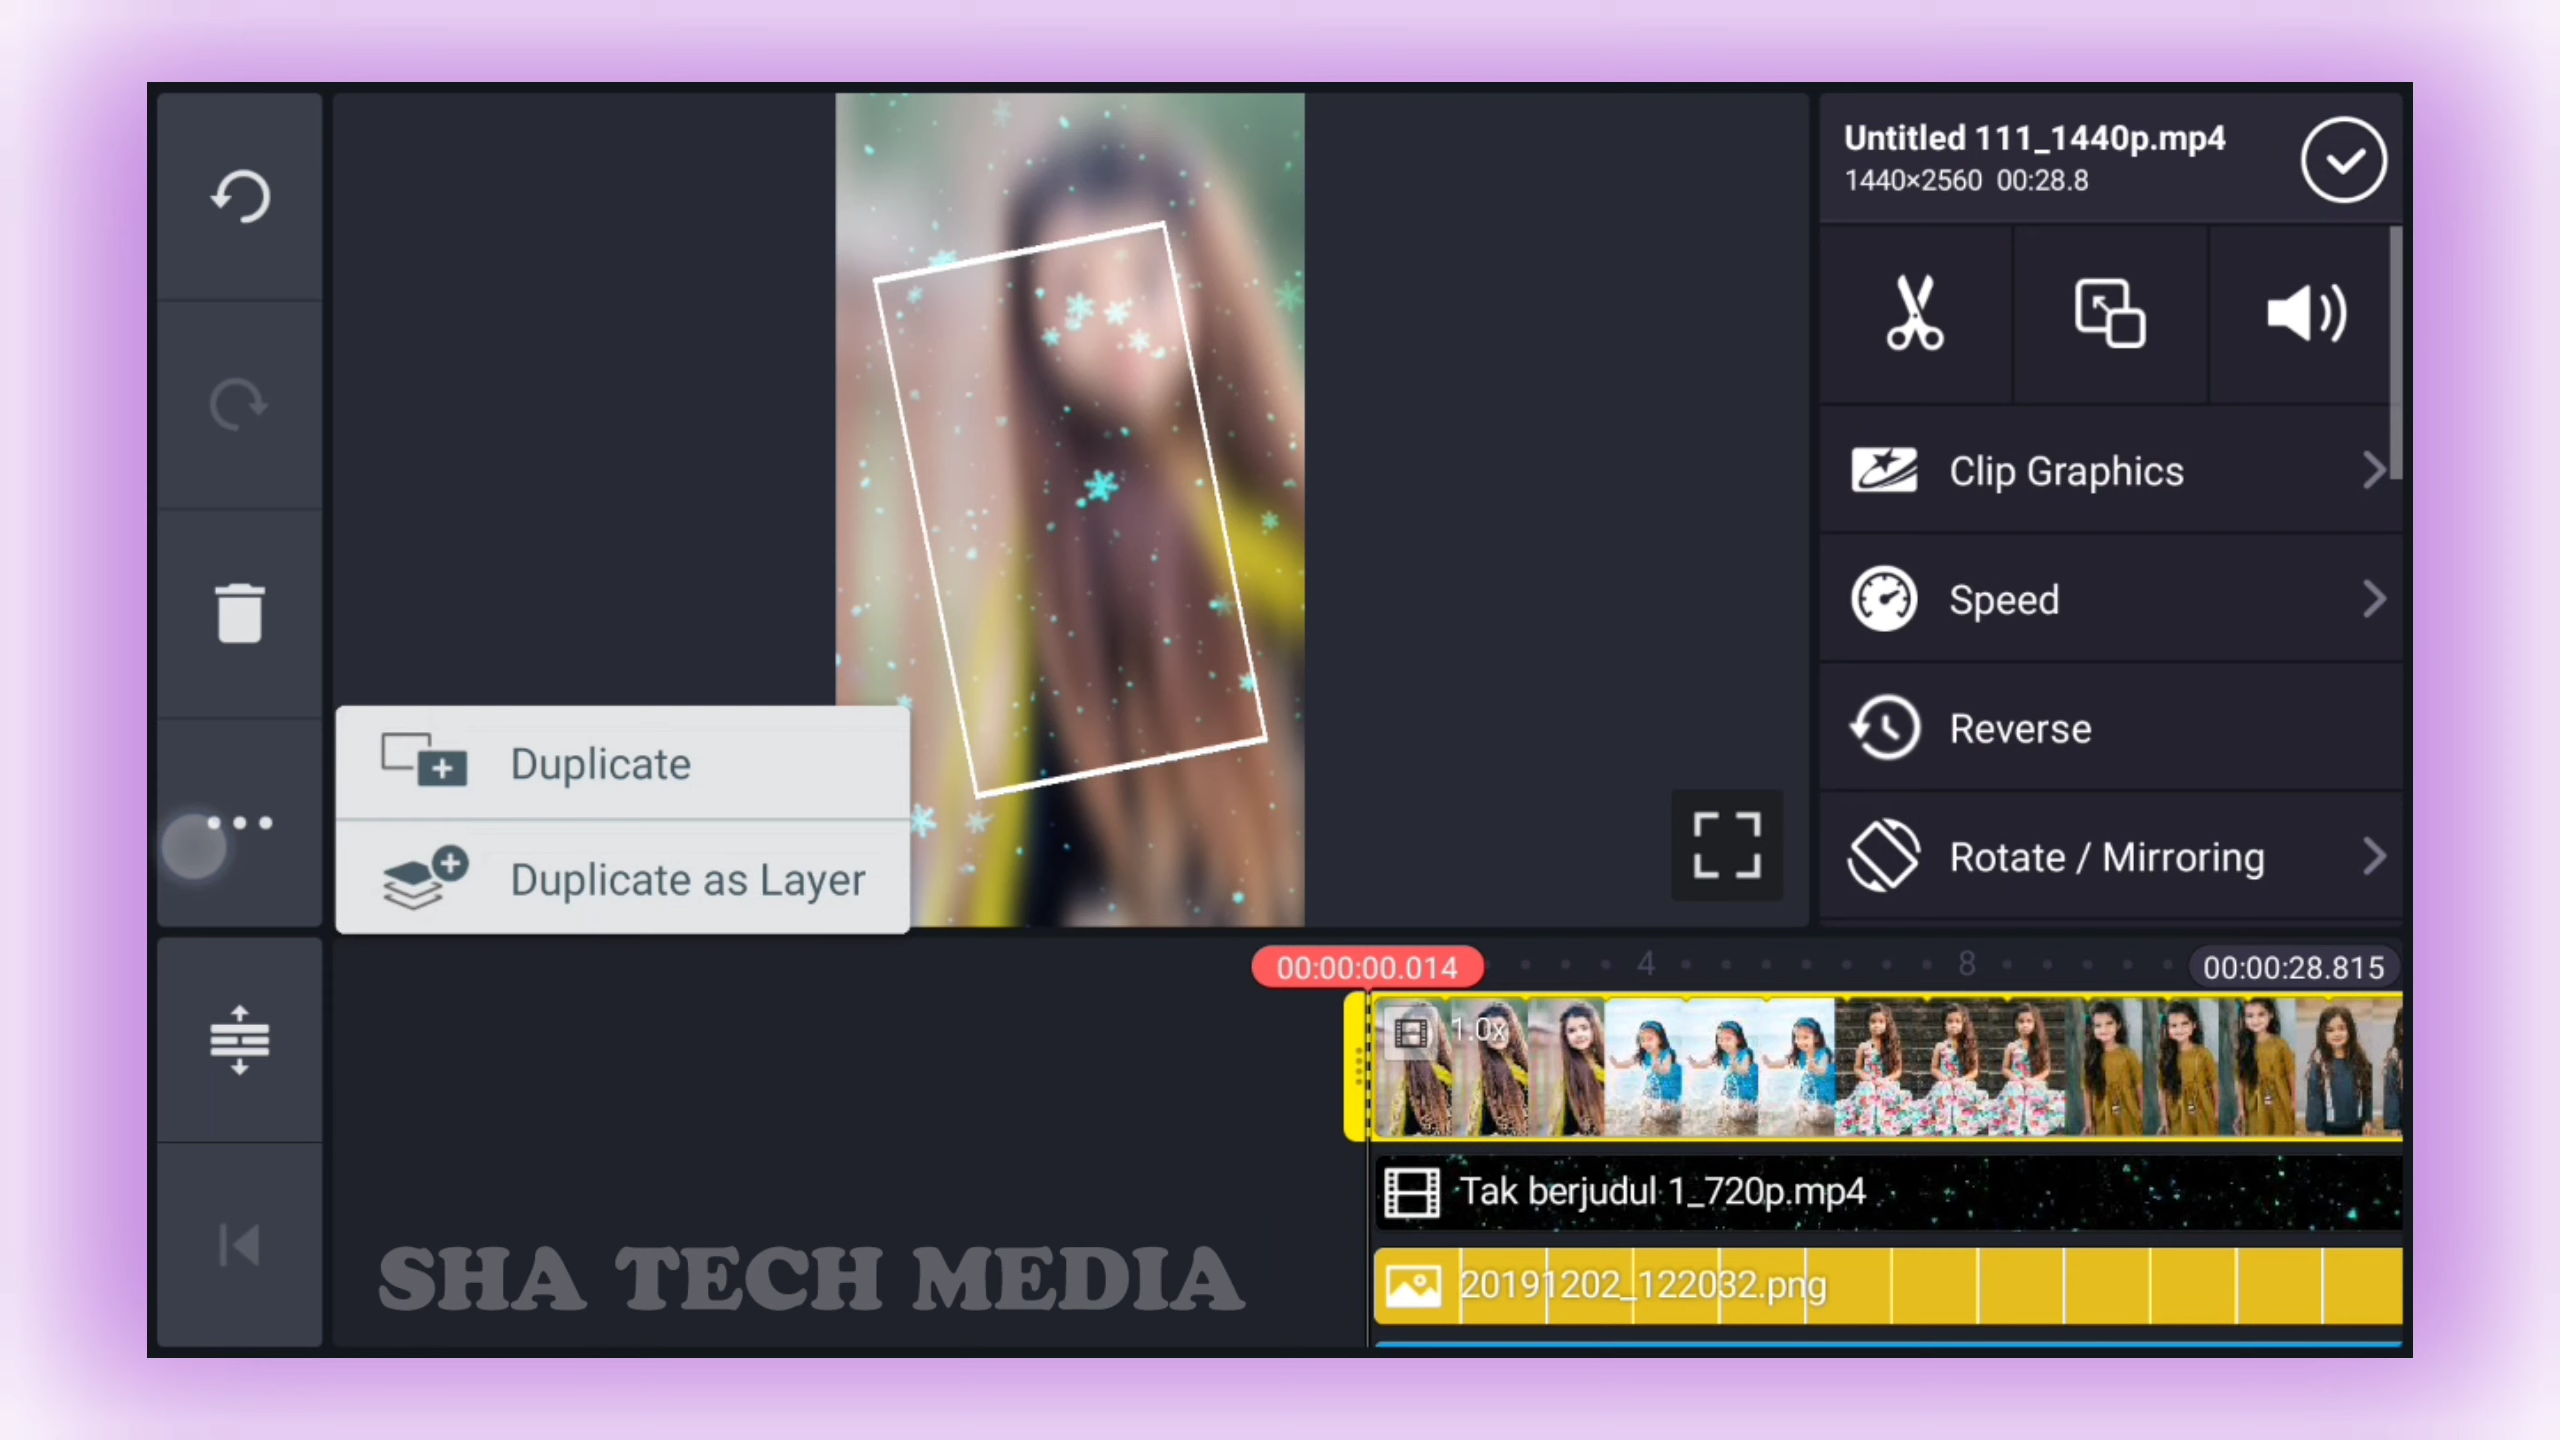 Untitled 111_1440p.mp4
1440×2560 00:28.8
Clip Graphics
Speed
Reverse
Rotate / Mirroring
Duplicate
Duplicate as Layer
00:00:00.014
4
8
00:00:28.815
1.0x
Tak berjudul 1_720p.mp4
20191202_122032.png
SHA TECH MEDIA